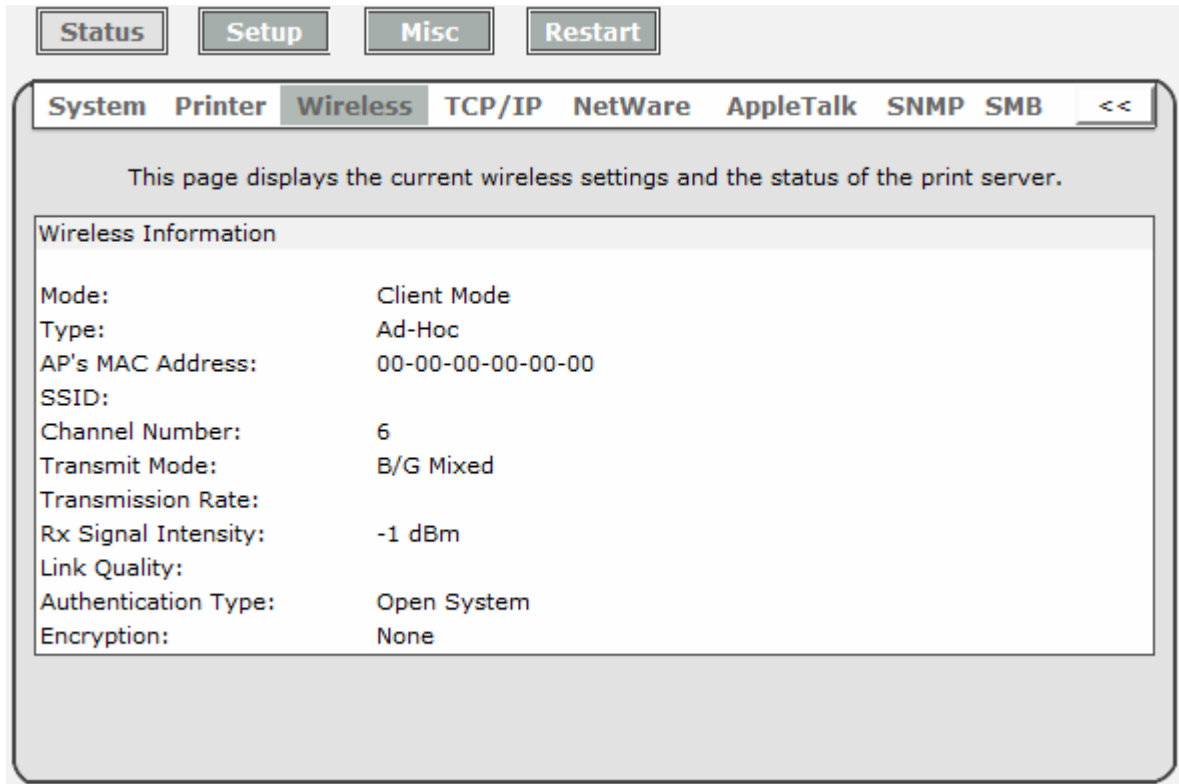 Status Setup Misc Restart
System Printer Wireless TCP/IP NetWare AppleTalk SNMP SMB <<
This page displays the current wireless settings and the status of the print server.
Wireless Information
Mode: Client Mode
Type: Ad-Hoc
AP's MAC Address: 00-00-00-00-00-00
SSID:
Channel Number: 6
Transmit Mode: B/G Mixed
Transmission Rate:
Rx Signal Intensity: -1 dBm
Link Quality:
Authentication Type: Open System
Encryption: None